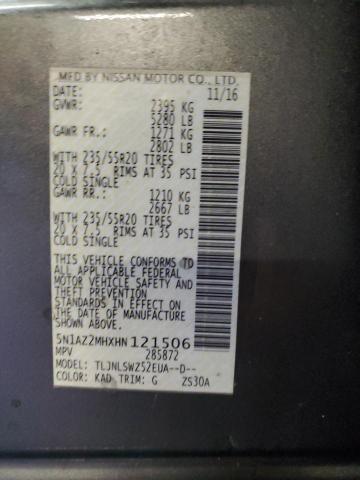 MFD BY NISSAN MOTOR CO., LTD.
DATE: 11/16
GVWR: 2395 KG
5280 LB
GAWR FR.: 1271 KG
2802 LB
WITH 235/55R20 TIRES
20 X 7.5 RIMS AT 35 PSI
COLD SINGLE
GAWR RR.: 1210 KG
2667 LB
WITH 235/55R20 TIRES
20 X 7.5 RIMS AT 35 PSI
COLD SINGLE
THIS VEHICLE CONFORMS TO
ALL APPLICABLE FEDERAL
MOTOR VEHICLE SAFETY AND
THEFT PREVENTION STANDARDS
IN EFFECT ON THE DATE OF
MANUFACTURE SHOWN
ABOVE.
5N1AZ2MHXHN121506
MPV 285872
MODEL: TLJNLSWZ52EUA--D--
COLOR: KAD TRIM: G ZS30A